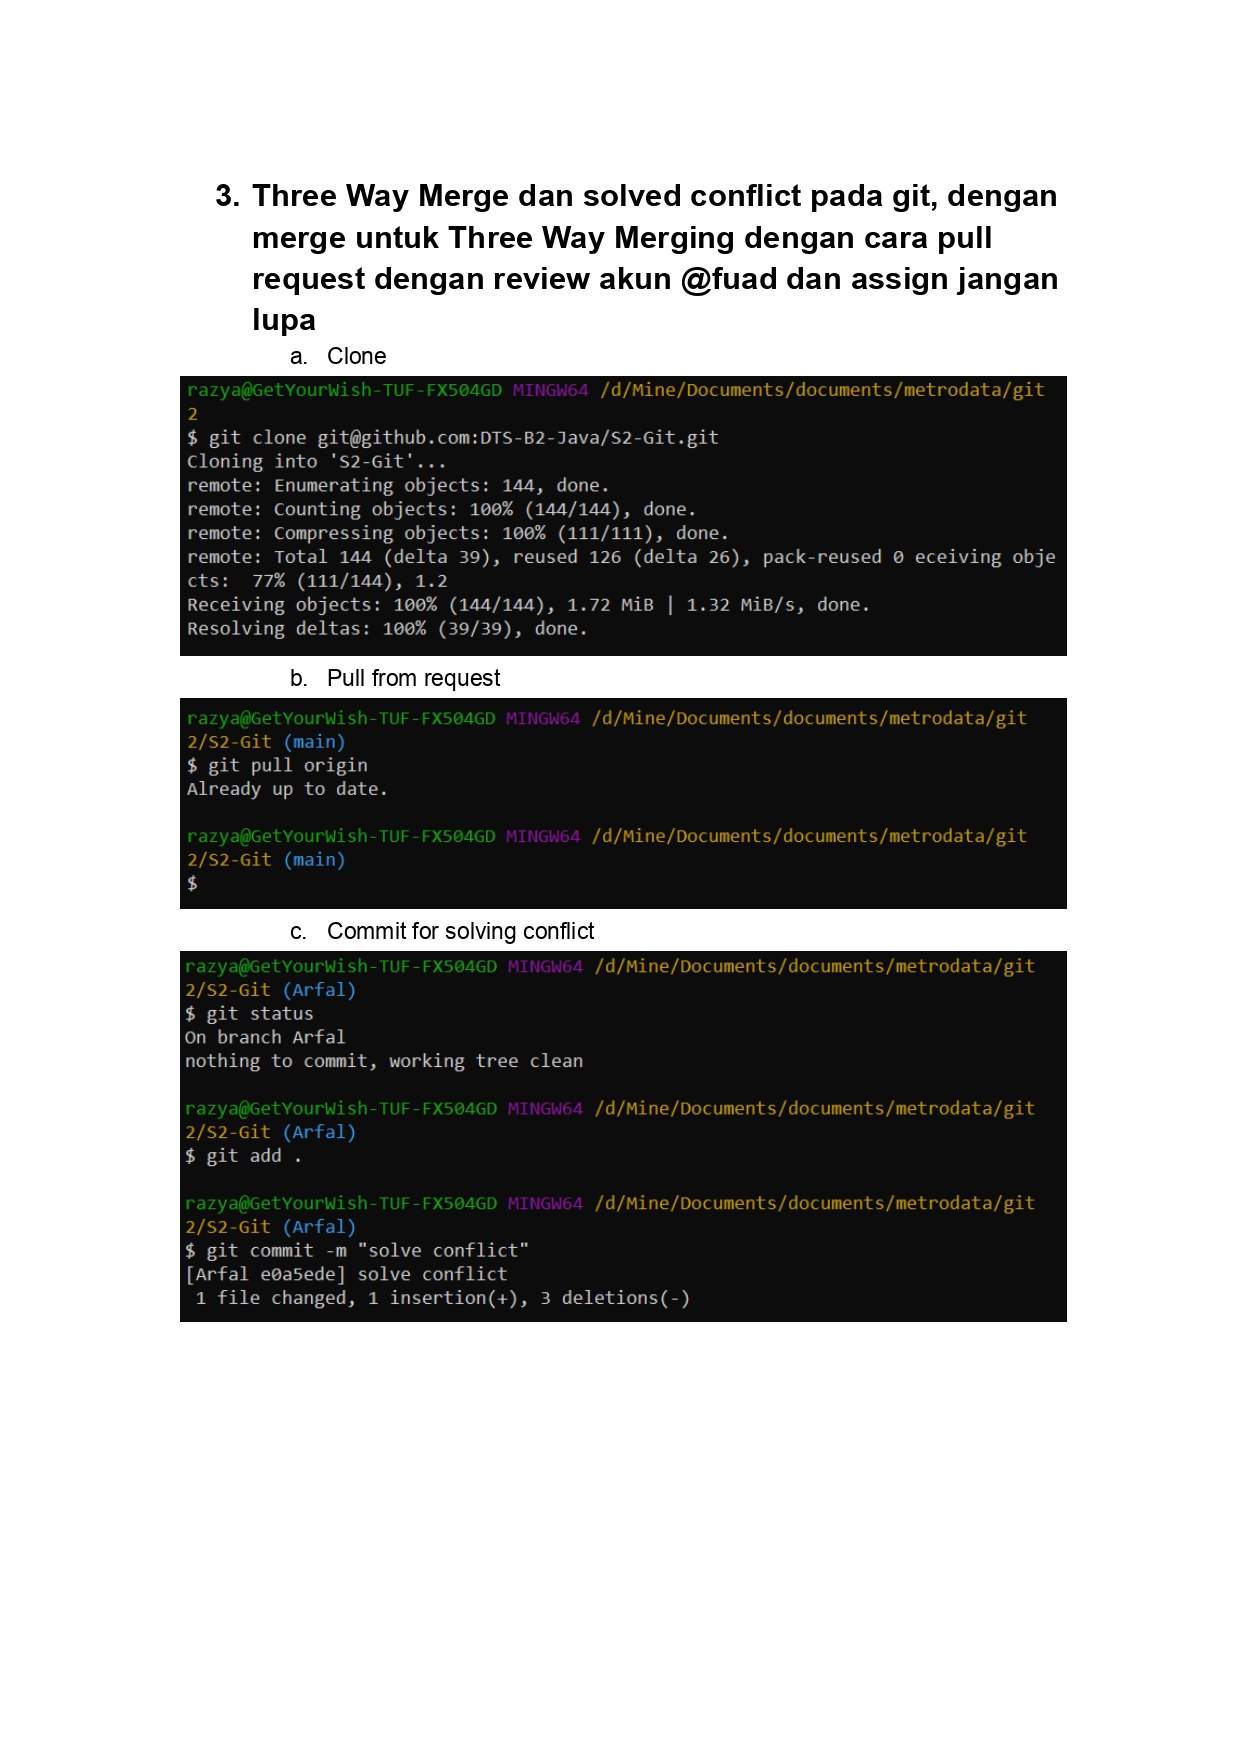 3. Three Way Merge dan solved conflict pada git, dengan
merge untuk Three Way Merging dengan cara pull
request dengan review akun @fuad dan assign jangan
lupa
a. Clone
razya@GetYourWish-TUF-FX504GD MINGW64 /d/Mine/Documents/documents/metrodata/git
2
$ git clone git@github.com:DTS-B2-Java/S2-Git.git
Cloning into 'S2-Git'...
remote: Enumerating objects: 144, done.
remote: Counting objects: 100% (144/144), done.
remote: Compressing objects: 100% (111/111), done.
remote: Total 144 (delta 39), reused 126 (delta 26), pack-reused 0 eceiving obje
cts:  77% (111/144), 1.2
Receiving objects: 100% (144/144), 1.72 MiB | 1.32 MiB/s, done.
Resolving deltas: 100% (39/39), done.
b. Pull from request
razya@GetYourWish-TUF-FX504GD MINGW64 /d/Mine/Documents/documents/metrodata/git
2/S2-Git (main)
$ git pull origin
Already up to date.
razya@GetYourWish-TUF-FX504GD MINGW64 /d/Mine/Documents/documents/metrodata/git
2/S2-Git (main)
$
c. Commit for solving conflict
razya@GetYourWish-TUF-FX504GD MINGW64 /d/Mine/Documents/documents/metrodata/git
2/S2-Git (Arfal)
$ git status
On branch Arfal
nothing to commit, working tree clean
razya@GetYourWish-TUF-FX504GD MINGW64 /d/Mine/Documents/documents/metrodata/git
2/S2-Git (Arfal)
$ git add .
razya@GetYourWish-TUF-FX504GD MINGW64 /d/Mine/Documents/documents/metrodata/git
2/S2-Git (Arfal)
$ git commit -m "solve conflict"
[Arfal e0a5ede] solve conflict
1 file changed, 1 insertion(+), 3 deletions(-)